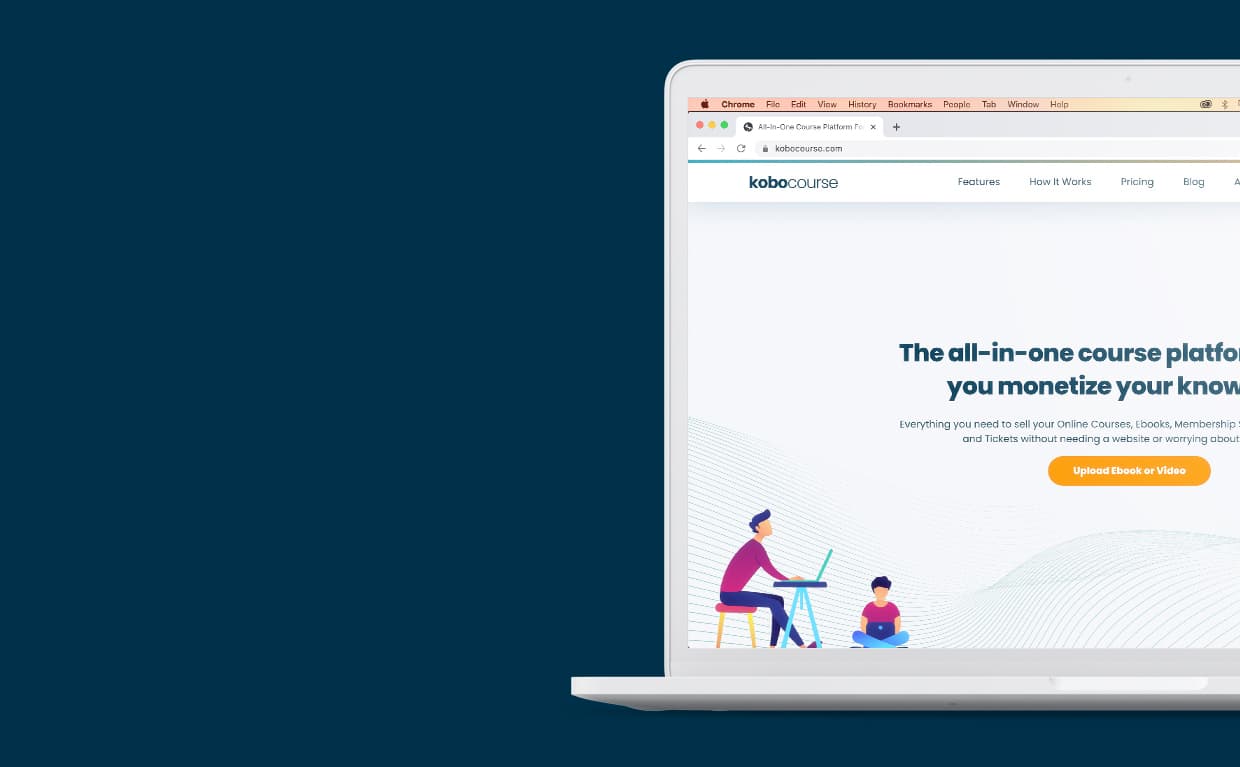 Chrome File Edit View History Bookmarks People Tab Window Help
All-In-One Course Platform Fo
kobocourse.com
kobocourse Features How It Works Pricing Blog A
The all-in-one course platfo
you monetize your know
Everything you need to sell your Online Courses, Ebooks, Membership S
and Tickets without needing a website or worrying about
Upload Ebook or Video